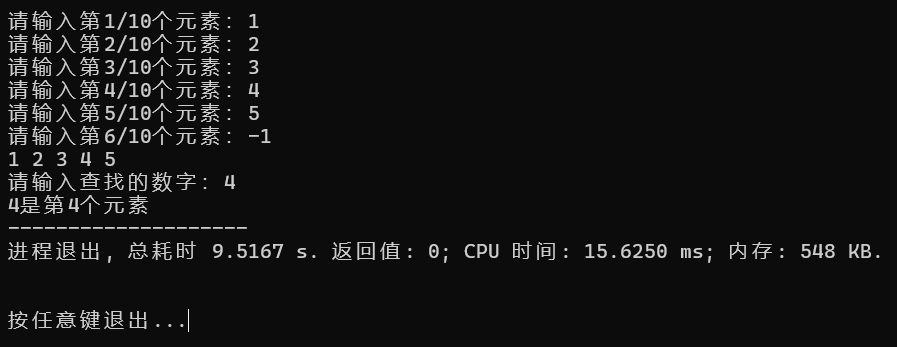 请输入第1/10个元素: 1
请输入第2/10个元素: 2
请输入第3/10个元素: 3
请输入第4/10个元素: 4
请输入第5/10个元素: 5
请输入第6/10个元素: -1
1 2 3 4 5
请输入查找的数字: 4
4是第4个元素
--------------------
进程退出, 总耗时 9.5167 s. 返回值: 0; CPU 时间: 15.6250 ms; 内存: 548 KB.
按任意键退出...